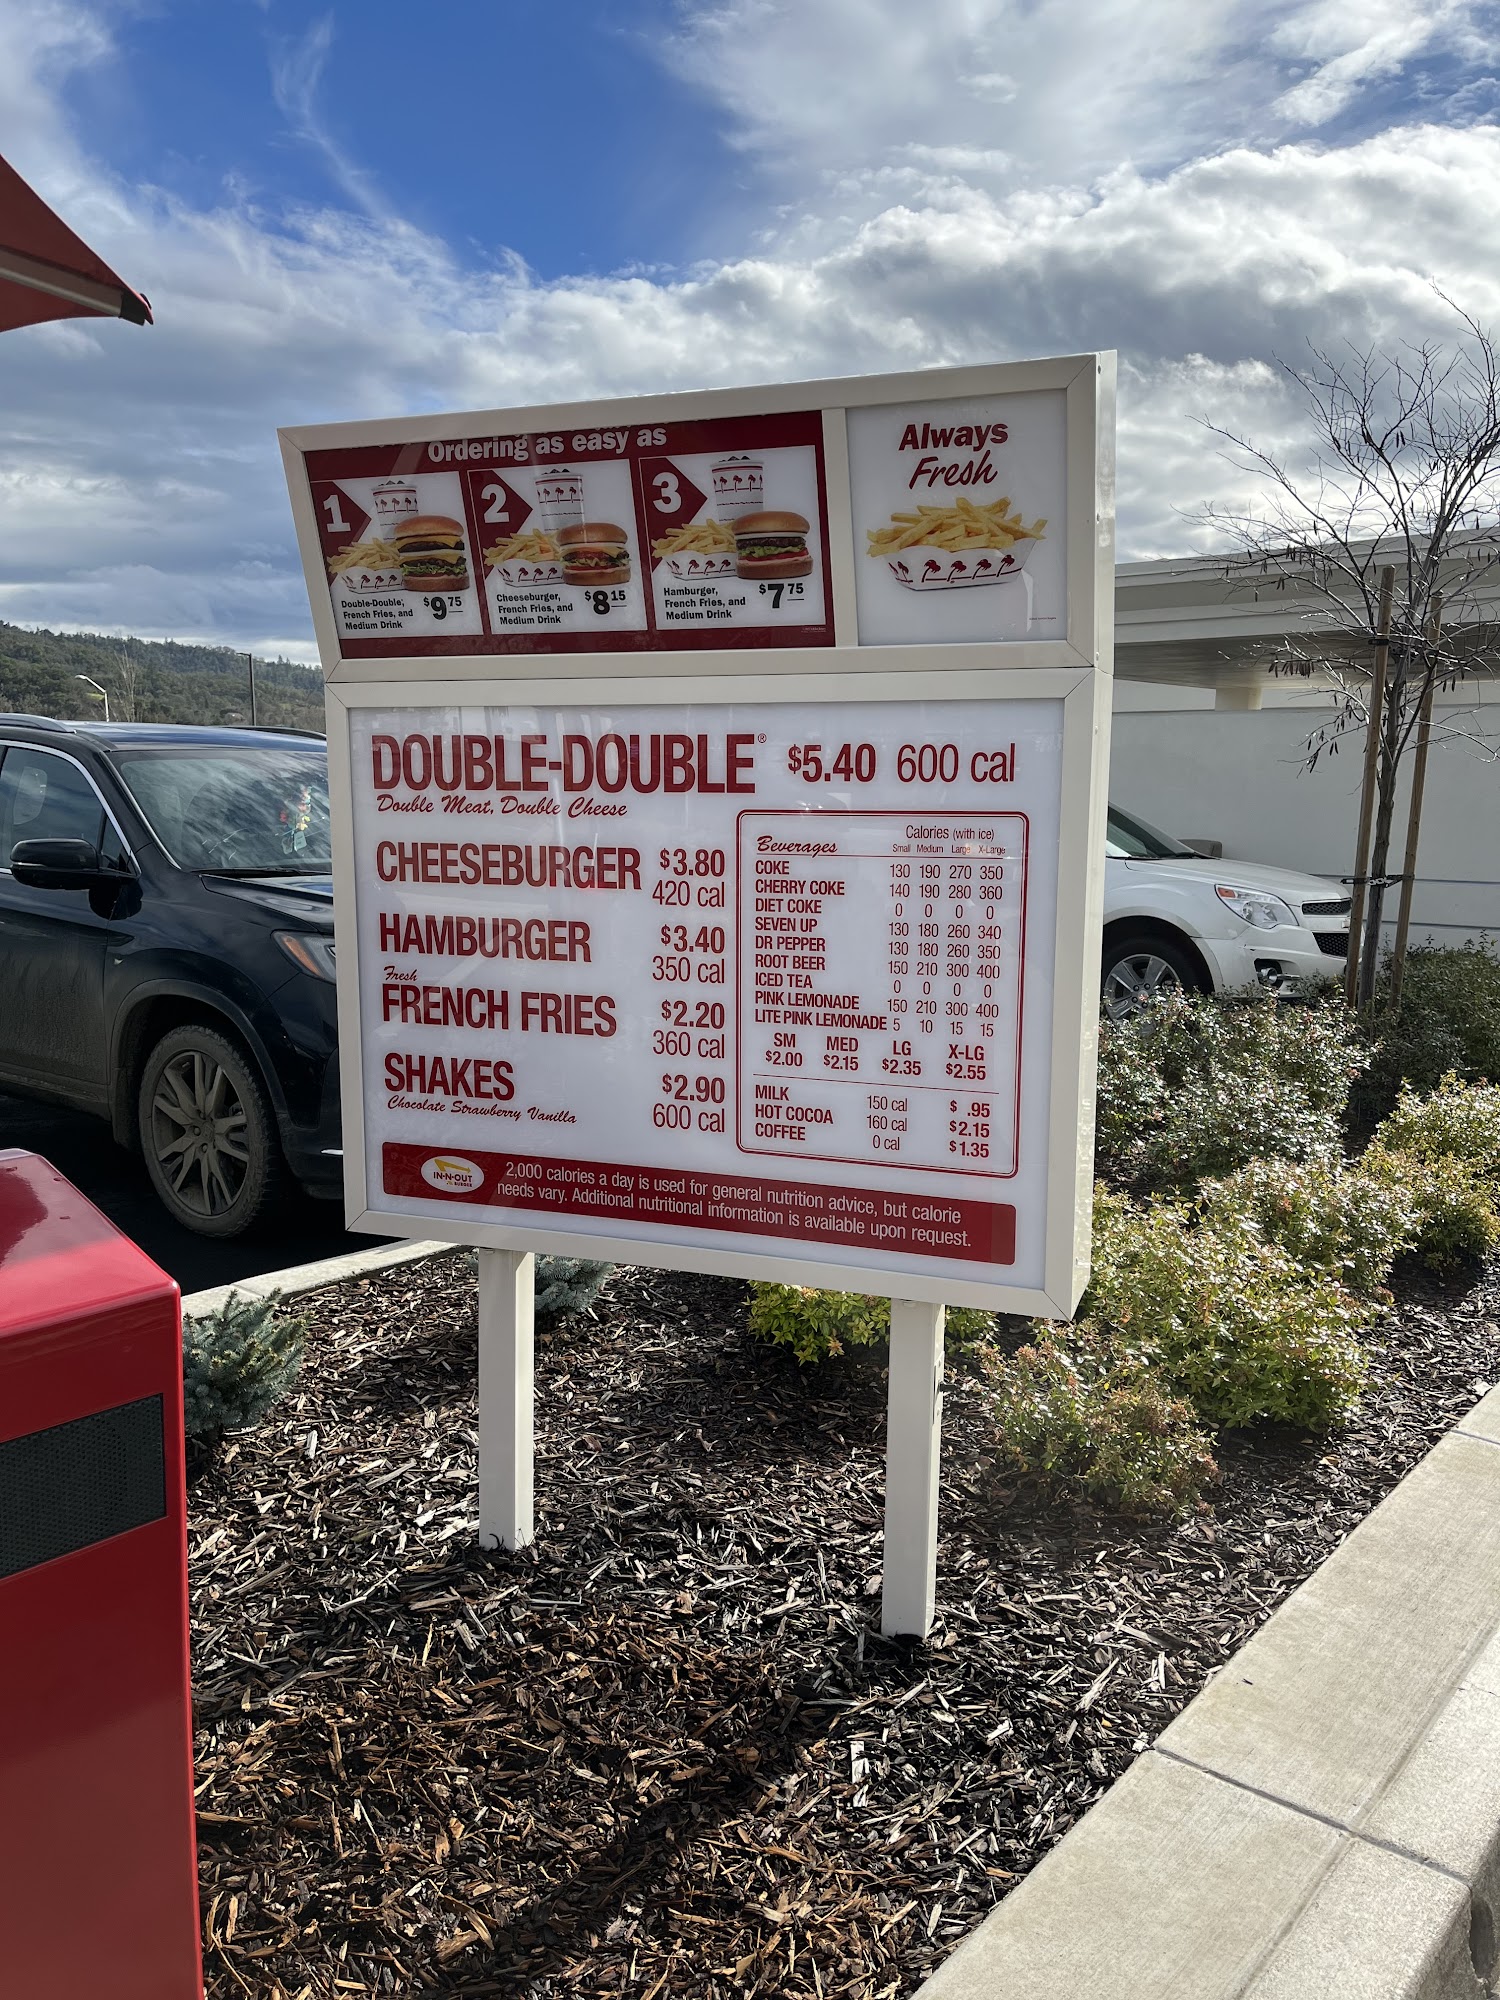 Ordering as easy as
1
Double-Double,
French Fries, and
Medium Drink
$9 75
2
Cheeseburger,
French Fries, and
Medium Drink
$8 15
3
Hamburger,
French Fries, and
Medium Drink
$7 75
Always
Fresh
DOUBLE-DOUBLE® $5.40 600 cal
Double Meat, Double Cheese
CHEESEBURGER $3.80
420 cal
HAMBURGER $3.40
350 cal
Fresh
FRENCH FRIES $2.20
360 cal
SHAKES $2.90
Chocolate Strawberry Vanilla 600 cal
Beverages Calories (with ice)
Small Medium Large X-Large
COKE 130 190 270 350
CHERRY COKE 140 190 280 360
DIET COKE 0 0 0 0
SEVEN UP 130 180 260 340
DR PEPPER 130 180 260 350
ROOT BEER 150 210 300 400
ICED TEA 0 0 0 0
PINK LEMONADE 150 210 300 400
LITE PINK LEMONADE 5 10 15 15
SM MED LG X-LG
$2.00 $2.15 $2.35 $2.55
MILK 150 cal $ .95
HOT COCOA 160 cal $2.15
COFFEE 0 cal $1.35
IN-N-OUT
BURGER
2,000 calories a day is used for general nutrition advice, but calorie
needs vary. Additional nutritional information is available upon request.